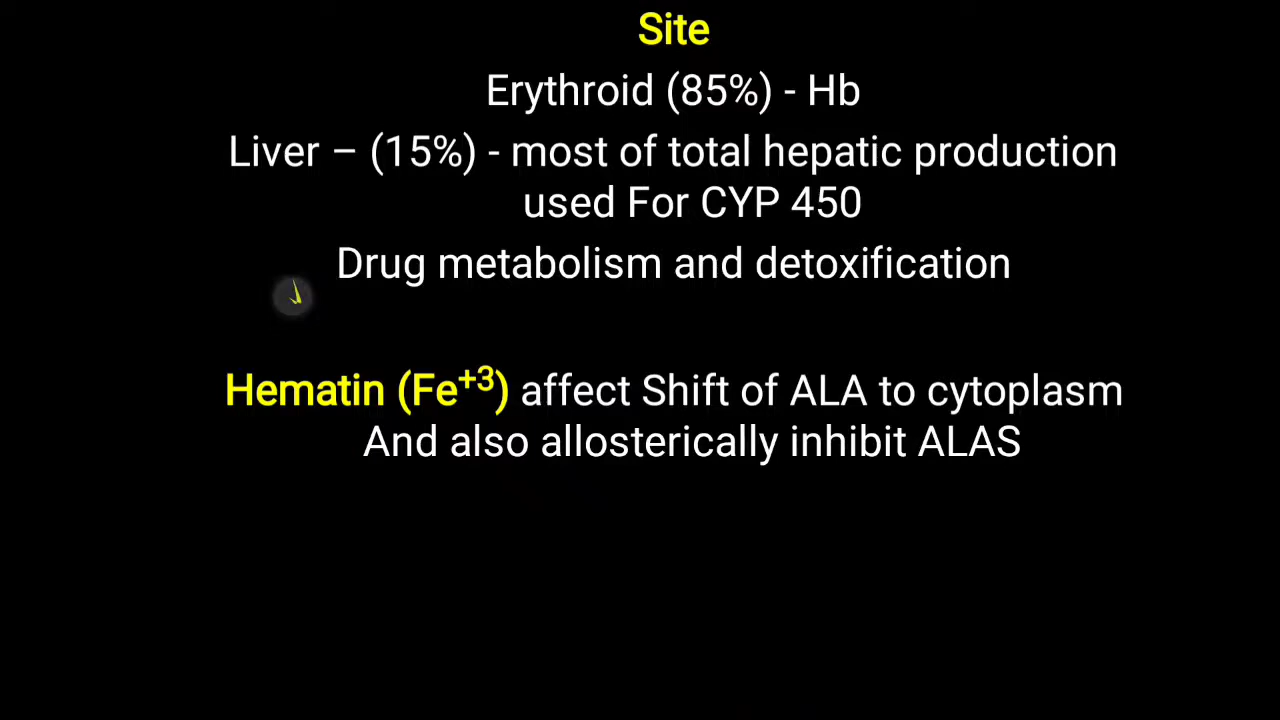 Site
Erythroid (85%) - Hb
Liver – (15%) - most of total hepatic production
used For CYP 450
Drug metabolism and detoxification
Hematin (Fe⁺³) affect Shift of ALA to cytoplasm
And also allosterically inhibit ALAS